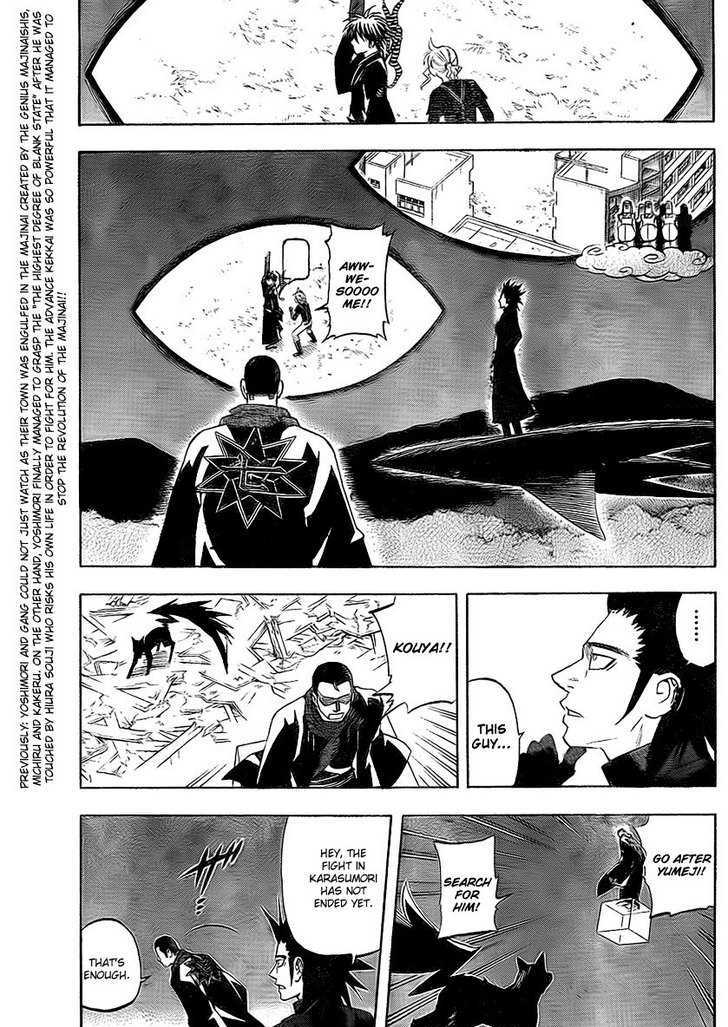 PREVIOUSLY: YOSHIMORI AND GANG COULD NOT JUST WATCH AS THEIR TOWN WAS ENGULFED IN THE MAJINAI CREATED BY THE GENIUS MAJINAISHIS,
MICHIRU AND KAKERU. ON THE OTHER HAND, YOSHIMORI FINALLY MANAGED TO GRASP THE "THE HIGHEST DEGREE OF BLANK STATE" AFTER HE WAS
TOUCHED BY HIURA SOUJI WHO RISKS HIS OWN LIFE IN ORDER TO FIGHT FOR HIM. THE ADVANCE KEKKAI WAS SO POWERFUL THAT IT MANAGED TO
STOP THE REVOLUTION OF THE MAJINAI!!
AWW-
WE-
SOOOO
ME!!
......
THIS
GUY...
KOUYA!!
GO AFTER
YUMEJI!
SEARCH
FOR
HIM!
HEY, THE
FIGHT IN
KARASUMORI
HAS NOT
ENDED YET.
THAT'S
ENOUGH.